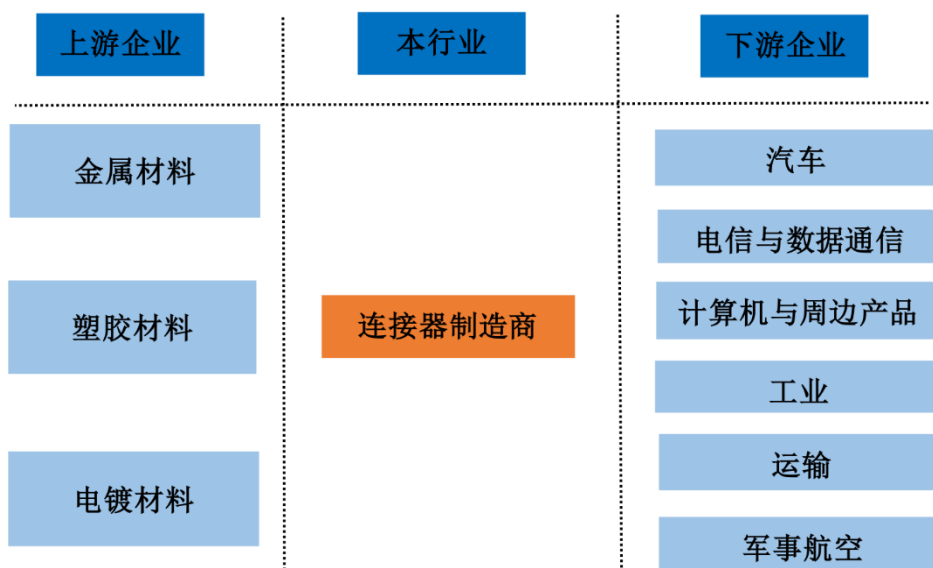 上游企业
本行业
下游企业
金属材料
塑胶材料
电镀材料
连接器制造商
汽车
电信与数据通信
计算机与周边产品
工业
运输
军事航空